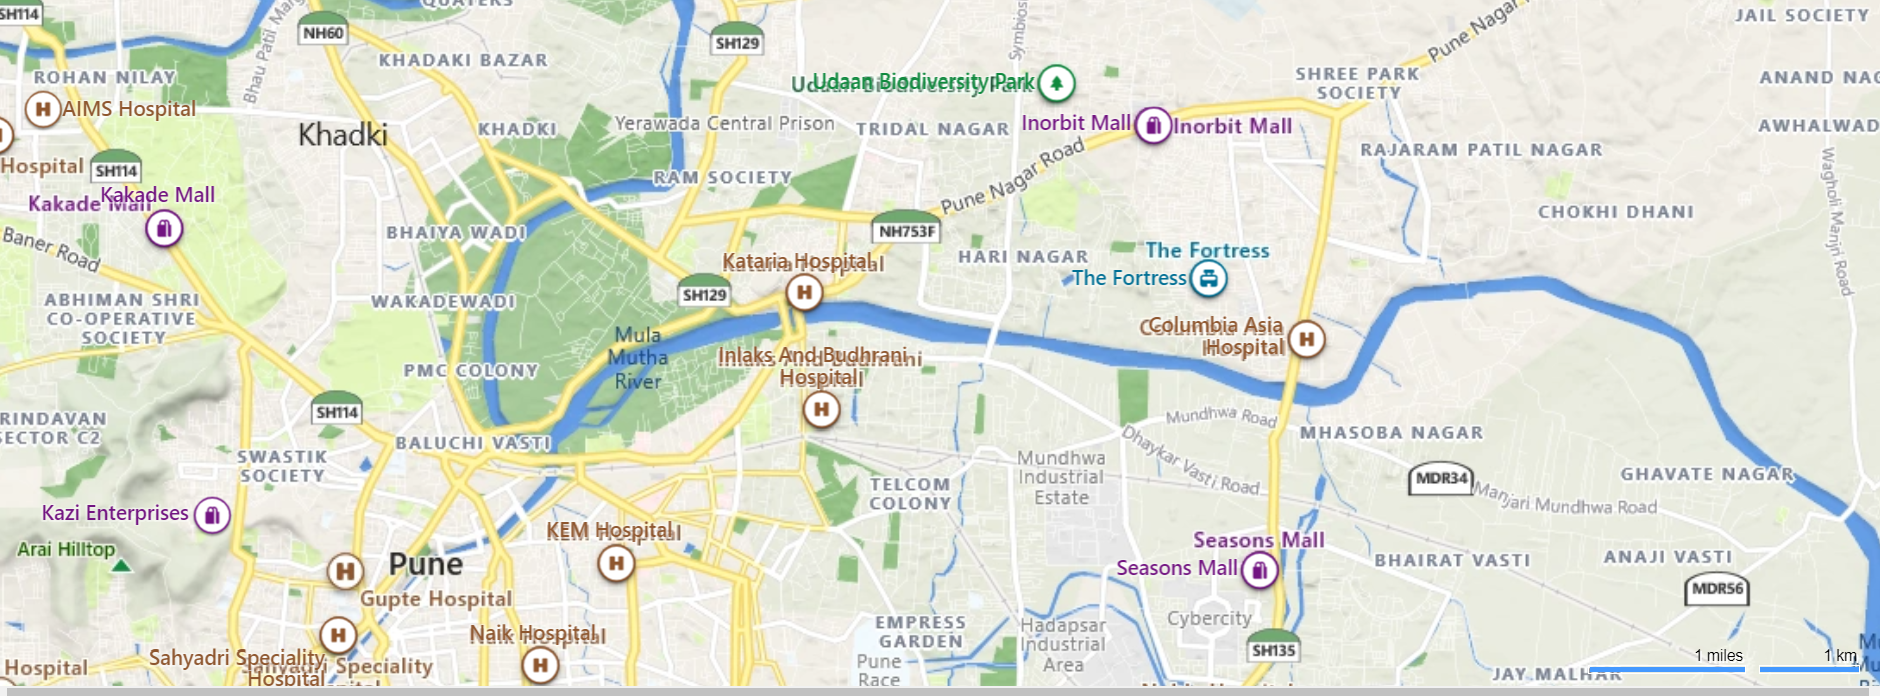 SH114
QUATERS
NH60
SH129
Bhau Patil Marg
Symbiosis
Pune Nagar
JAIL SOCIETY
ROHAN NILAY
KHADAKI BAZAR
Udaan Biodiversity Park
SHREE PARK
SOCIETY
ANAND NAG
AIMS Hospital
Khadki
KHADKI
Yerawada Central Prison
TRIDAL NAGAR
Inorbit Mall
Inorbit Mall
AWHALWAD
Hospital
SH114
RAM SOCIETY
Pune Nagar Road
RAJARAM PATIL NAGAR
Wagholi Manjri Road
Kakade Mall
Kakade Mall
CHOKHI DHANI
Baner Road
BHAIYA WADI
NH753F
HARI NAGAR
The Fortress
The Fortress
Kataria Hospital
ABHIMAN SHRI
CO-OPERATIVE
SOCIETY
WAKADEWADI
SH129
Mula
Mutha
River
Columbia Asia
Hospital
Inlaks And Budhrani
Hospital
PMC COLONY
SH114
RINDAVAN
SECTOR C2
BALUCHI VASTI
Mundhwa Road
Dhaykar Vasti Road
MHASOBA NAGAR
SWASTIK
SOCIETY
TELCOM
COLONY
Mundhwa
Industrial
Estate
MDR34
Manjari Mundhwa Road
GHAVATE NAGAR
Kazi Enterprises
Arai Hilltop
Pune
KEM Hospital
Seasons Mall
Seasons Mall
BHAIRAT VASTI
ANAJI VASTI
MDR56
Gupte Hospital
Naik Hospital
EMPRESS
GARDEN
Pune
Race
Hadapsar
Industrial
Area
Cybercity
SH135
Hospital
Sahyadri Speciality
Hospital
JAY MALHAR
1 miles
1 km